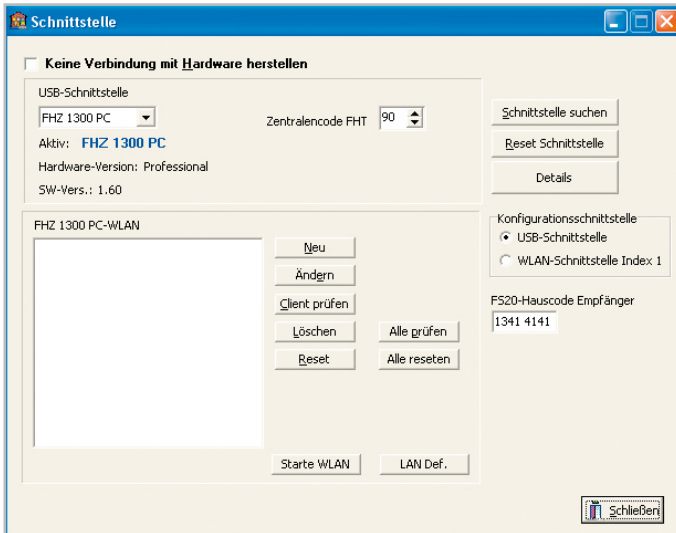 Schnittstelle
Keine Verbindung mit Hardware herstellen
USB-Schnittstelle
FHZ 1300 PC
Zentralencode FHT 90
Aktiv: FHZ 1300 PC
Hardware-Version: Professional
SW-Vers.: 1.60
Schnittstelle suchen
Reset Schnittstelle
Details
FHZ 1300 PC-WLAN
Neu
Ändern
Client prüfen
Löschen
Alle prüfen
Reset
Alle reseten
Starte WLAN
LAN Def.
Konfigurationsschnittstelle
USB-Schnittstelle
WLAN-Schnittstelle Index 1
FS20-Hauscode Empfänger
1341 4141
Schließen